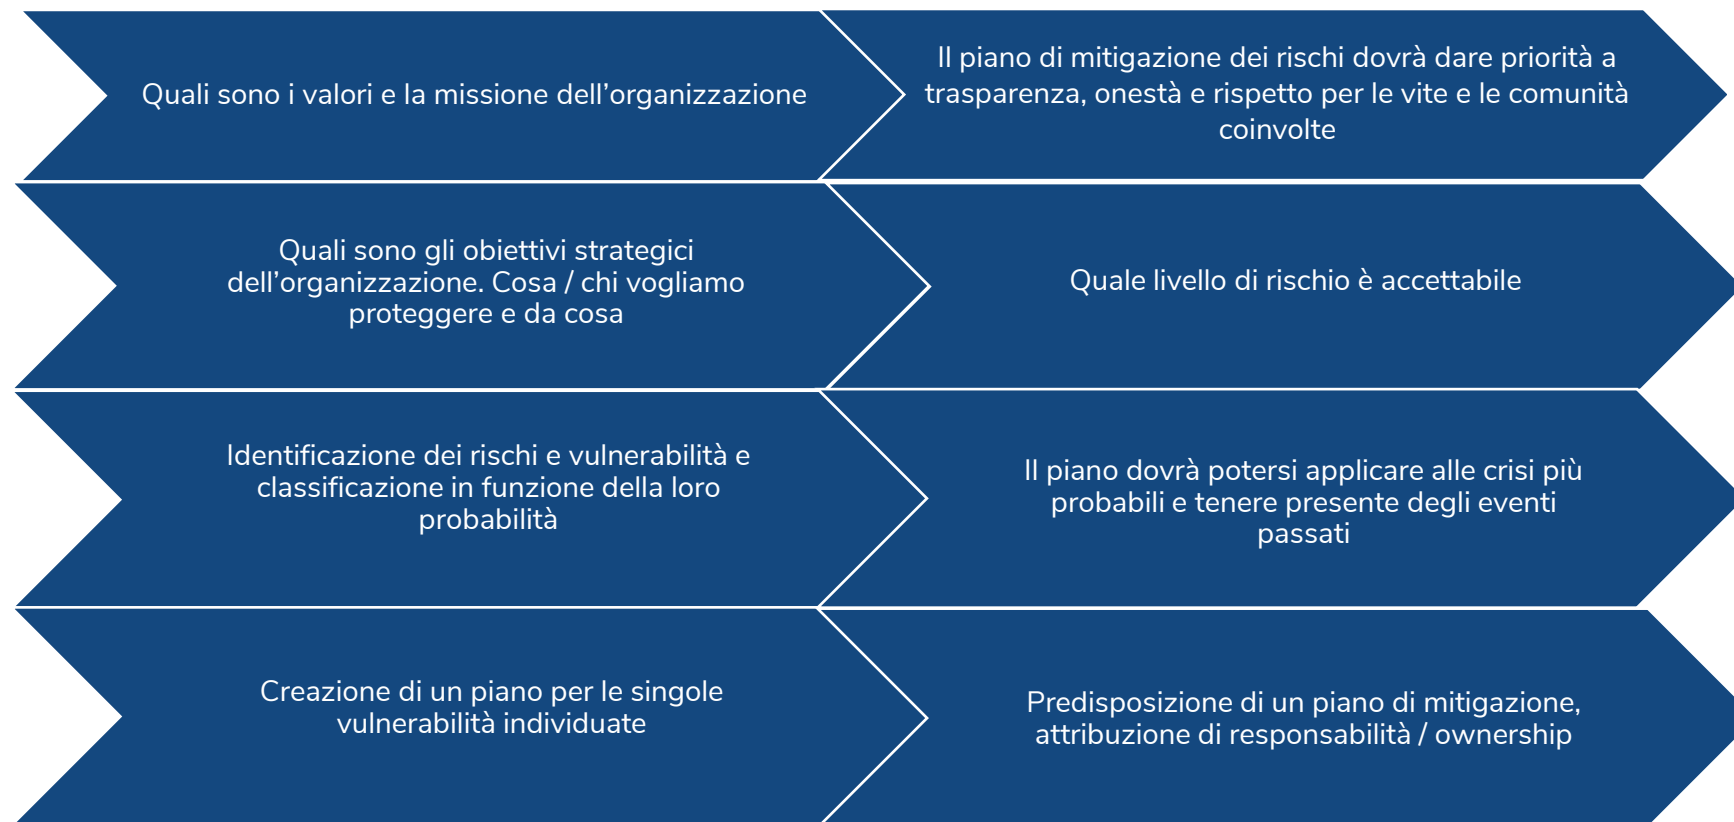 Quali sono i valori e la missione dell’organizzazione
Il piano di mitigazione dei rischi dovrà dare priorità a
trasparenza, onestà e rispetto per le vite e le comunità
coinvolte
Quali sono gli obiettivi strategici
dell’organizzazione. Cosa / chi vogliamo
proteggere e da cosa
Quale livello di rischio è accettabile
Identificazione dei rischi e vulnerabilità e
classificazione in funzione della loro
probabilità
Il piano dovrà potersi applicare alle crisi più
probabili e tenere presente degli eventi
passati
Creazione di un piano per le singole
vulnerabilità individuate
Predisposizione di un piano di mitigazione,
attribuzione di responsabilità / ownership